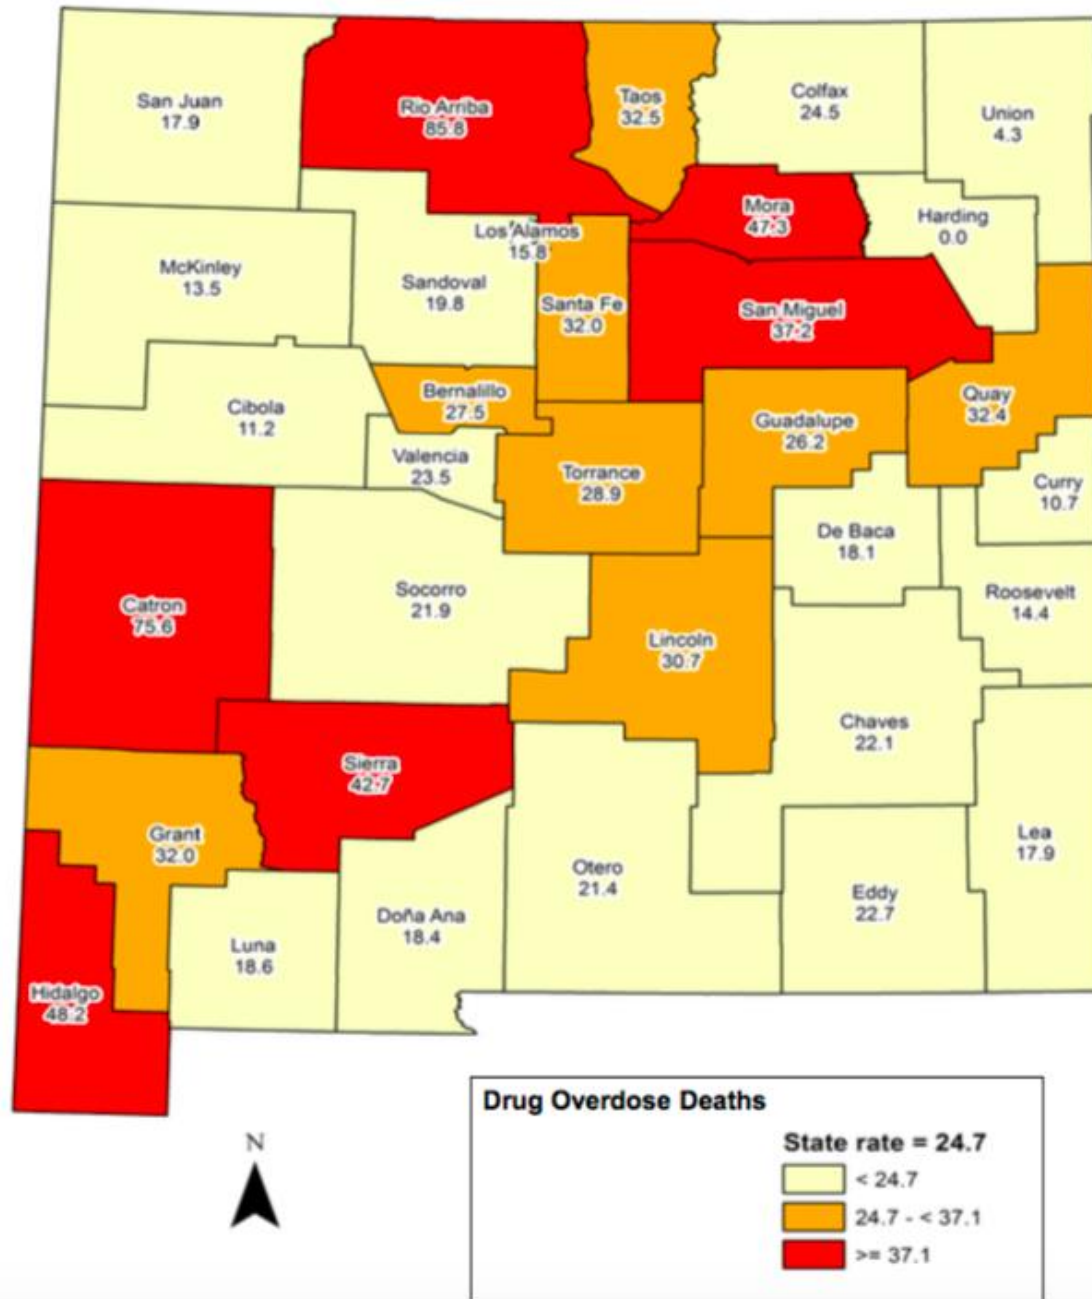 San Juan
17.9
Rio Arriba
85.8
Taos
32.5
Colfax
24.5
Union
4.3
Mora
47.3
Harding
0.0
Los Alamos
15.8
McKinley
13.5
Sandoval
19.8
Santa Fe
32.0
San Miguel
37.2
Bernalillo
27.5
Cibola
11.2
Guadalupe
26.2
Quay
32.4
Valencia
23.5
Torrance
28.9
Curry
10.7
De Baca
18.1
Catron
75.6
Socorro
21.9
Roosevelt
14.4
Lincoln
30.7
Chaves
22.1
Sierra
42.7
Grant
32.0
Otero
21.4
Lea
17.9
Eddy
22.7
Doña Ana
18.4
Luna
18.6
Hidalgo
48.2
Drug Overdose Deaths
N
State rate = 24.7
< 24.7
24.7 - < 37.1
>= 37.1